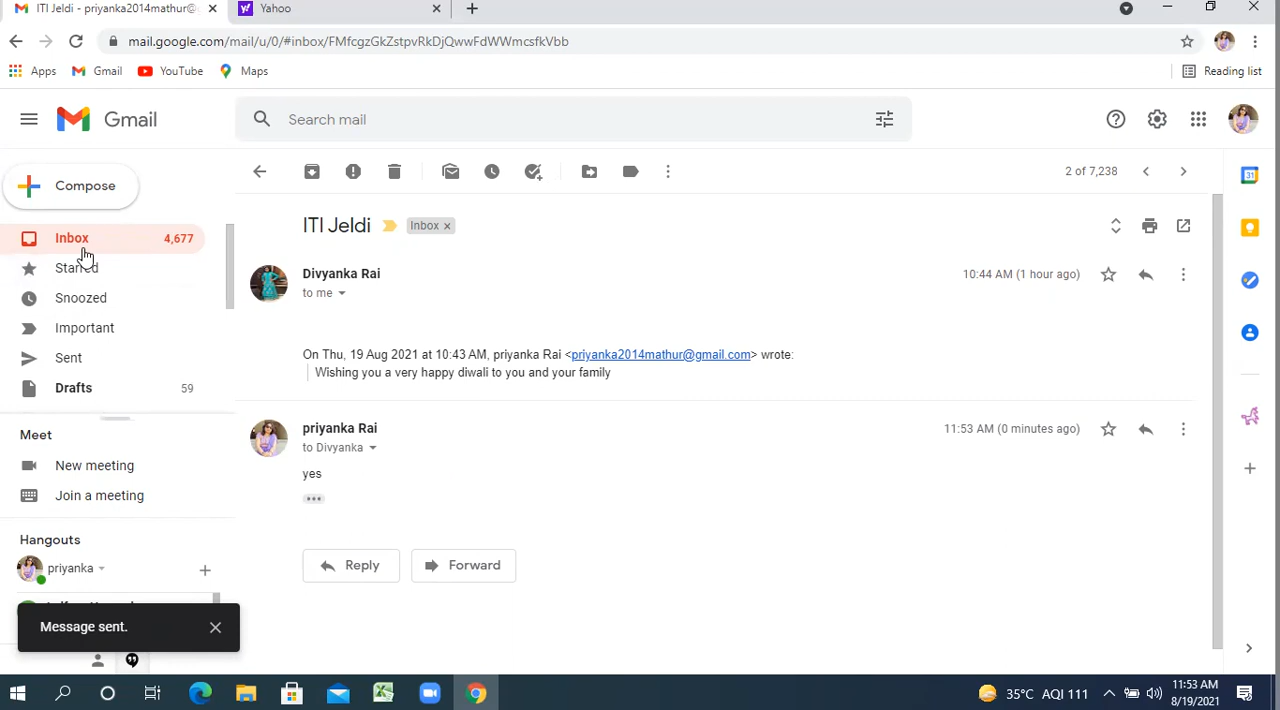 ITI Jeldi - priyanka2014mathur@
Yahoo
mail.google.com/mail/u/0/#inbox/FMfcgzGkZstpvRkDjQwwFdWWmcsfkVbb
Apps
Gmail
YouTube
Maps
Reading list
Gmail
Search mail
Compose
2 of 7,238
Inbox 4,677
Starred
Snoozed
Important
Sent
Drafts 59
Meet
New meeting
Join a meeting
Hangouts
priyanka
Message sent.
ITI Jeldi
Inbox x
31
Divyanka Rai
10:44 AM (1 hour ago)
to me
On Thu, 19 Aug 2021 at 10:43 AM, priyanka Rai <priyanka2014mathur@gmail.com> wrote:
Wishing you a very happy diwali to you and your family
priyanka Rai
11:53 AM (0 minutes ago)
to Divyanka
yes
Reply
Forward
35°C AQI 111
11:53 AM
8/19/2021